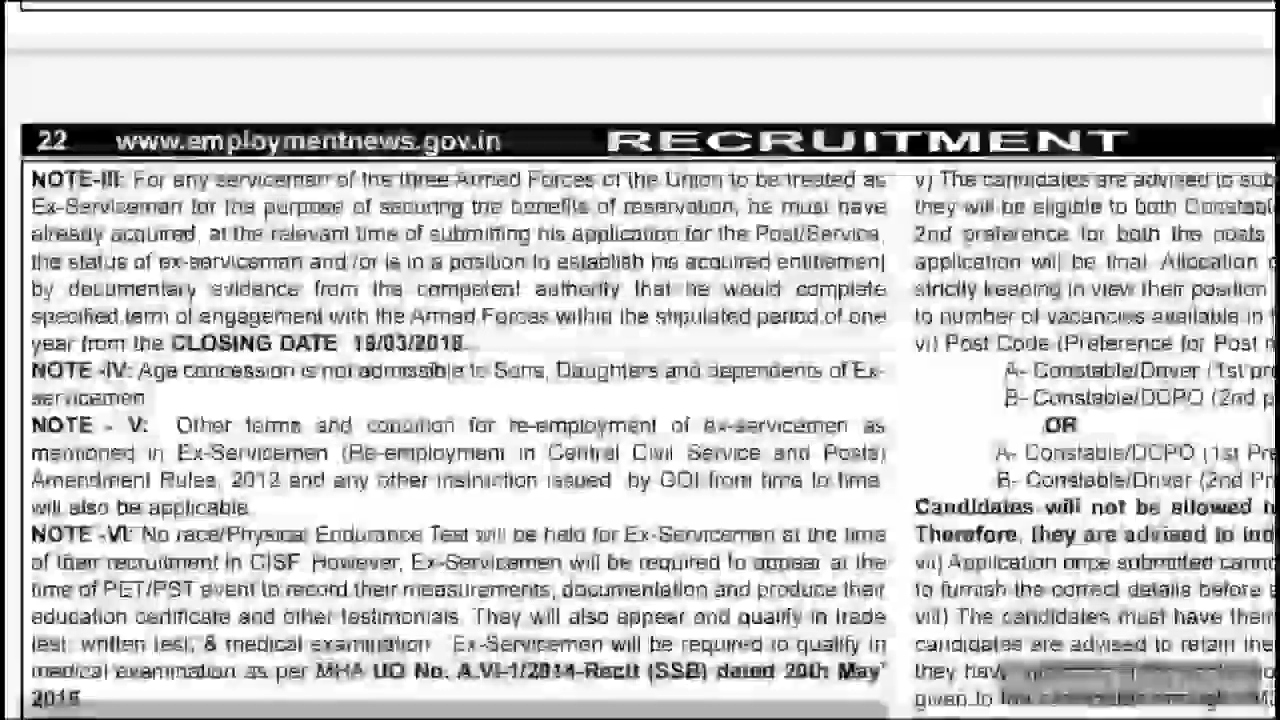 22 www.employmentnews.gov.in RECRUITMENT
NOTE-III: For any serviceman of the three Armed Forces of the Union to be treated as
Ex-Serviceman for the purpose of securing the benefits of reservation, he must have
already acquired, at the relevant time of submitting his application for the Post/Service,
the status of ex-serviceman and /or is in a position to establish his acquired entitlement
by documentary evidence from the competent authority that he would complete
specified term of engagement with the Armed Forces within the stipulated period of one
year from the CLOSING DATE 19/03/2018.
NOTE -IV: Age concession is not admissible to Sons, Daughters and dependents of Ex-
servicemen
NOTE - V: Other terms and condition for re-employment of ex-servicemen as
mentioned in Ex-Servicemen (Re-employment in Central Civil Service and Posts)
Amendment Rules, 2012 and any other instruction issued by GOI from time to time
will also be applicable.
NOTE -VI: No race/Physical Endurance Test will be held for Ex-Servicemen at the time
of their recruitment in CISF. However, Ex-Servicemen will be required to appear at the
time of PET/PST event to record their measurements, documentation and produce their
education certificate and other testimonials. They will also appear and qualify in trade
test, written test, & medical examination. Ex-Servicemen will be required to qualify in
medical examination as per MHA UO No. A.VI-1/2014-Rectt (SSB) dated 20th May'
2015.
v) The candidates are advised to sub
they will be eligible to both Constabl
2nd preference for both the posts
application will be final. Allocation
strictly keeping in view their position
to number of vacancies available in
vi) Post Code (Preference for Post
A- Constable/Driver (1st pre
B- Constable/DCPO (2nd p
OR
A- Constable/DCPO (1st Pre
B- Constable/Driver (2nd Pr
Candidates will not be allowed
Therefore, they are advised to ind
vii) Application once submitted cann
to furnish the correct details before
viii) The candidates must have their
candidates are advised to retain the
they hav
given to